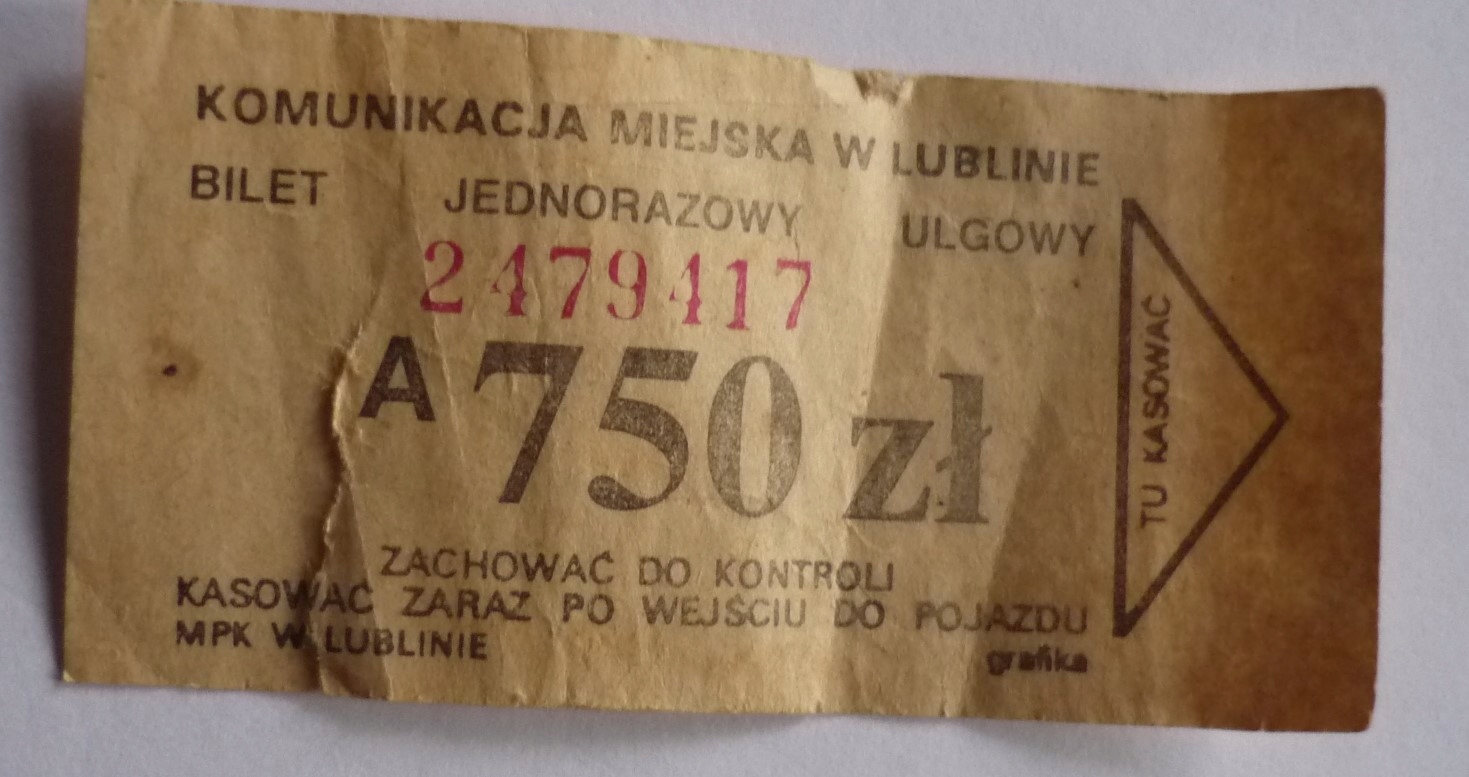 KOMUNIKACJA MIEJSKA W LUBLINIE
BILET JEDNORAZOWY ULGOWY
2479417
A 750 zł
TU KASOWAĆ
ZACHOWAĆ DO KONTROLI
KASOWAĆ ZARAZ PO WEJŚCIU DO POJAZDU
MPK W LUBLINIE
grafika